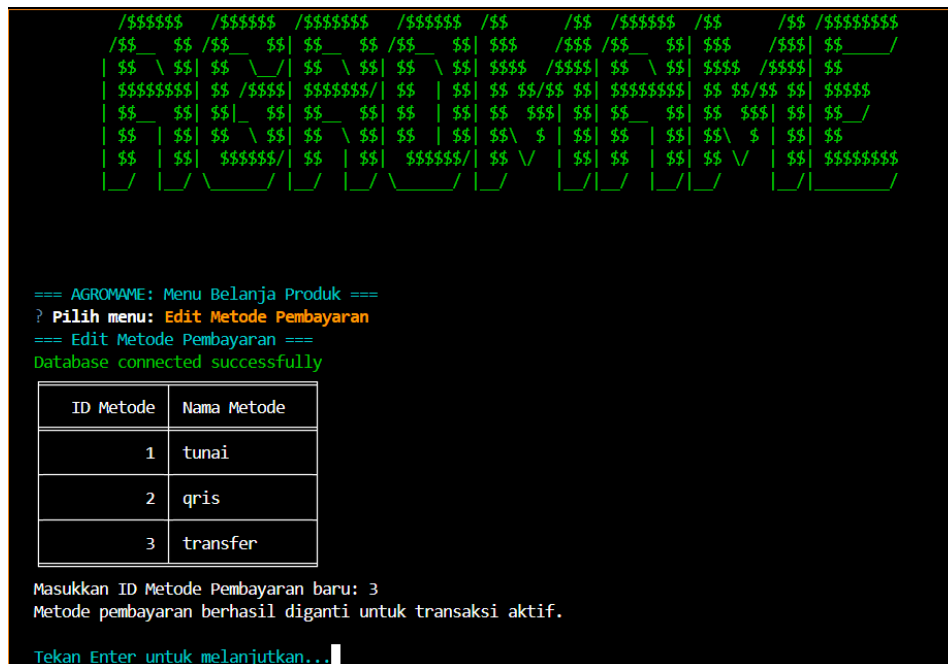 AGROMAME
=== AGROMAME: Menu Belanja Produk ===
? Pilih menu: Edit Metode Pembayaran
=== Edit Metode Pembayaran ===
Database connected successfully
ID Metode Nama Metode
1 tunai
2 qris
3 transfer
Masukkan ID Metode Pembayaran baru: 3
Metode pembayaran berhasil diganti untuk transaksi aktif.
Tekan Enter untuk melanjutkan...